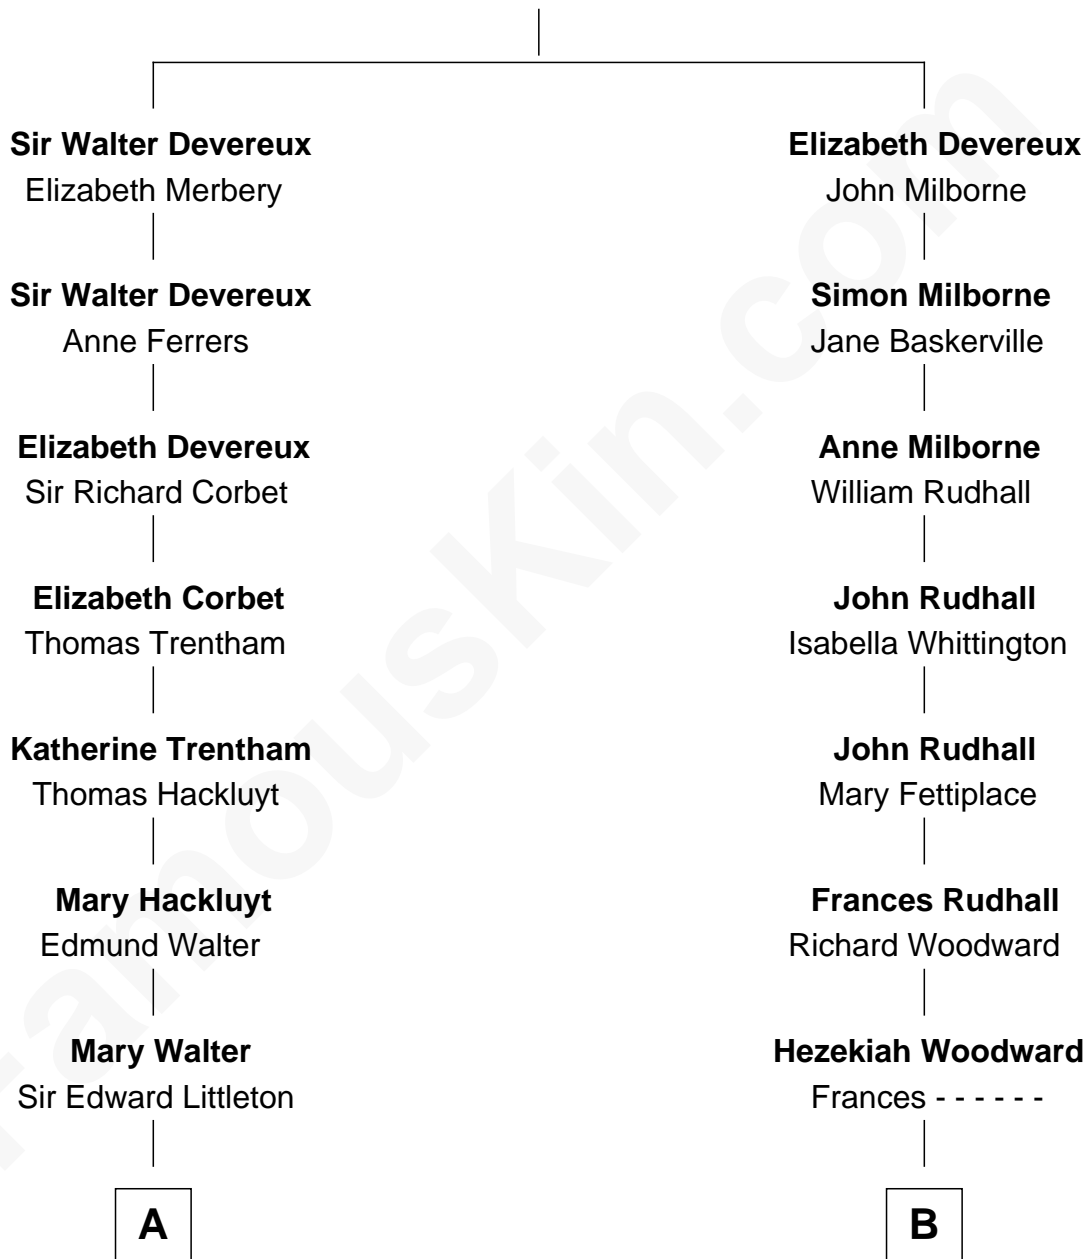 Sir Walter Devereux
Elizabeth Merbery
Sir Walter Devereux
Anne Ferrers
Elizabeth Devereux
Sir Richard Corbet
Elizabeth Corbet
Thomas Trentham
Katherine Trentham
Thomas Hackluyt
Mary Hackluyt
Edmund Walter
Mary Walter
Sir Edward Littleton
A
Elizabeth Devereux
John Milborne
Simon Milborne
Jane Baskerville
Anne Milborne
William Rudhall
John Rudhall
Isabella Whittington
John Rudhall
Mary Fettiplace
Frances Rudhall
Richard Woodward
Hezekiah Woodward
Frances - - - - - -
B
FamousKin.com